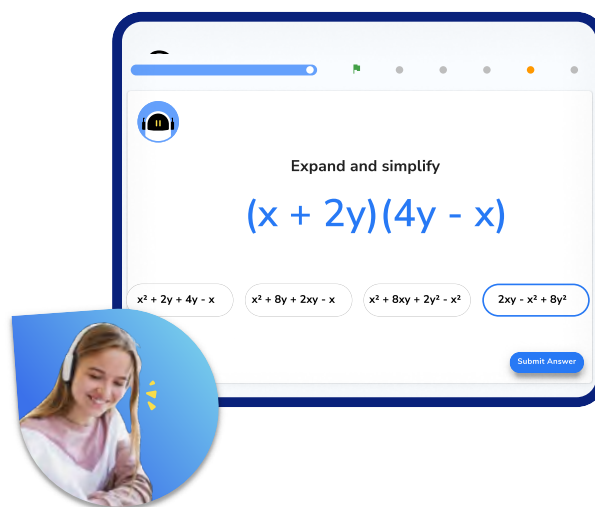 Expand and simplify
(x + 2y)(4y - x)
x² + 2y + 4y - x
x² + 8y + 2xy - x
x² + 8xy + 2y² - x²
2xy - x² + 8y²
Submit Answer